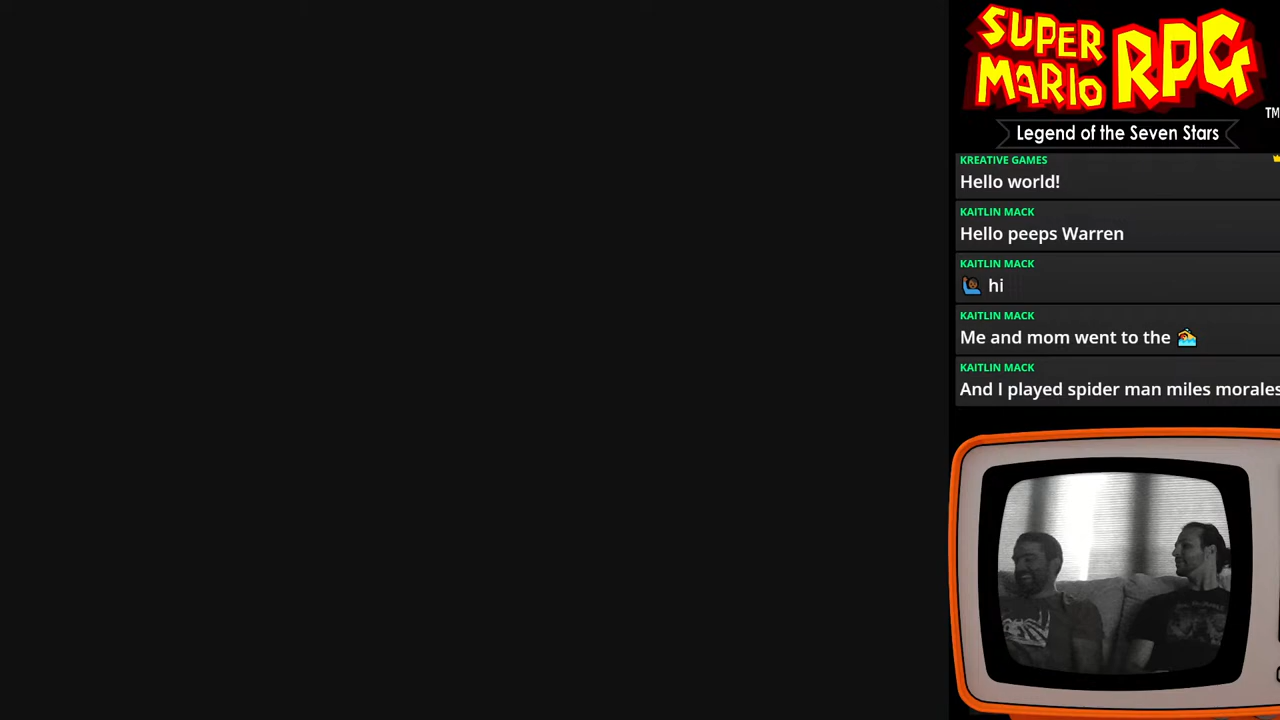 SUPER
MARIO RPG
TM
Legend of the Seven Stars
KREATIVE GAMES
Hello world!
KAITLIN MACK
Hello peeps Warren
KAITLIN MACK
🙋🏾 hi
KAITLIN MACK
Me and mom went to the 🏊
KAITLIN MACK
And I played spider man miles morales